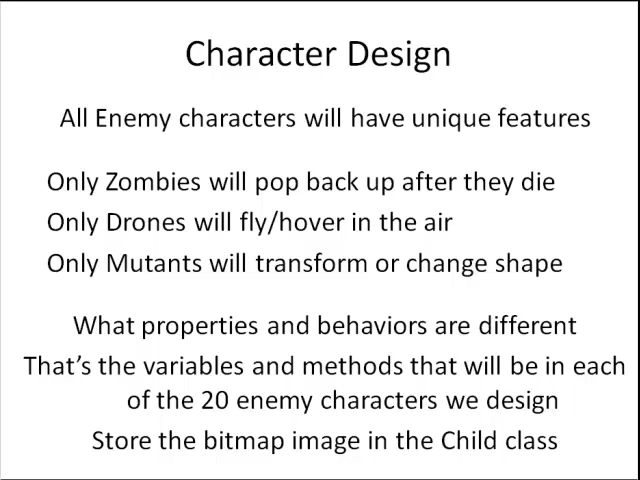 Character Design
All Enemy characters will have unique features
Only Zombies will pop back up after they die
Only Drones will fly/hover in the air
Only Mutants will transform or change shape
What properties and behaviors are different
That’s the variables and methods that will be in each
of the 20 enemy characters we design
Store the bitmap image in the Child class